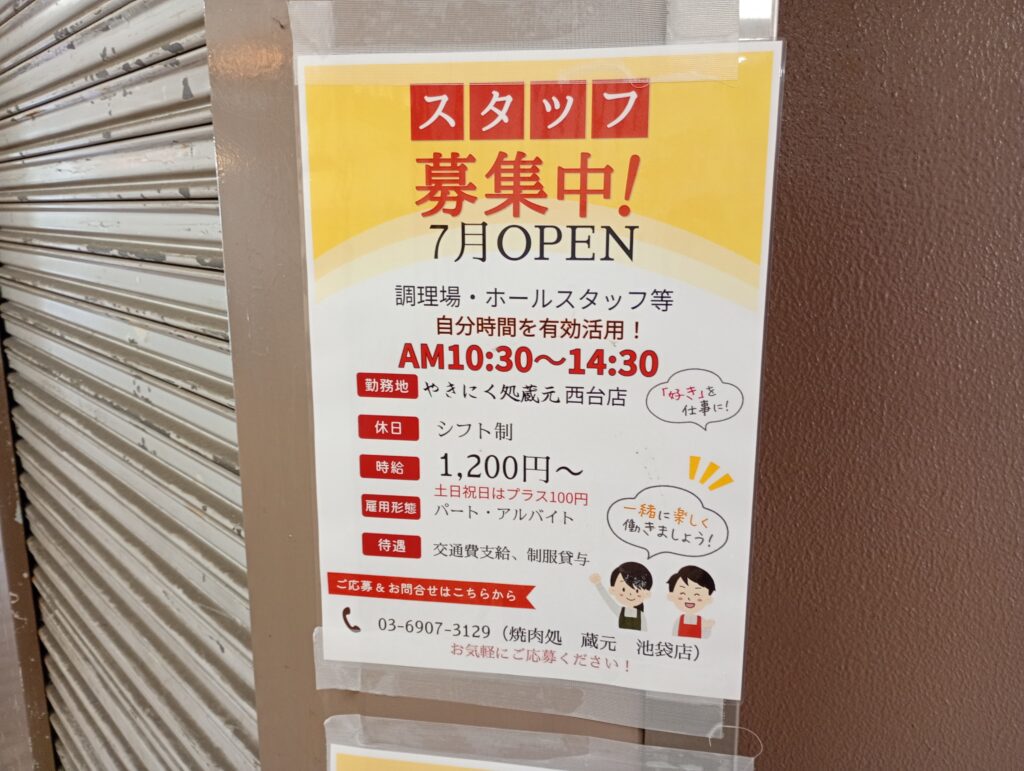 スタッフ
募集中!
7月OPEN
調理場・ホールスタッフ等
自分時間を有効活用!
AM10:30～14:30
勤務地 やきにく処蔵元 西台店
「好き」を
仕事に!
休日 シフト制
時給 1,200円～
土日祝日はプラス100円
雇用形態 パート・アルバイト
一緒に楽しく
働きましょう!
待遇 交通費支給、制服貸与
ご応募&お問合せはこちらから
03-6907-3129（焼肉処 蔵元 池袋店）
お気軽にご応募ください!